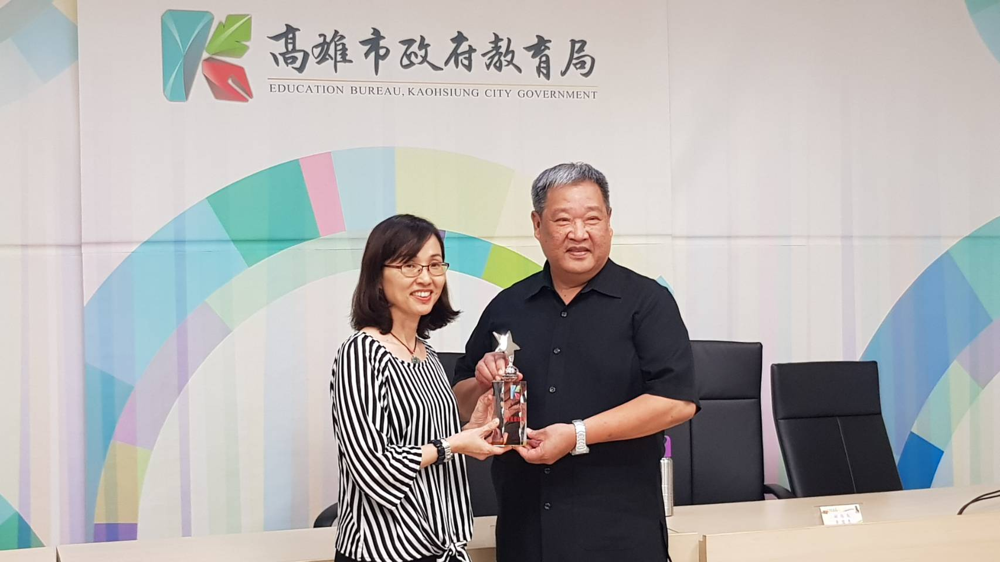 高雄市政府教育局
EDUCATION BUREAU, KAOHSIUNG CITY GOVERNMENT